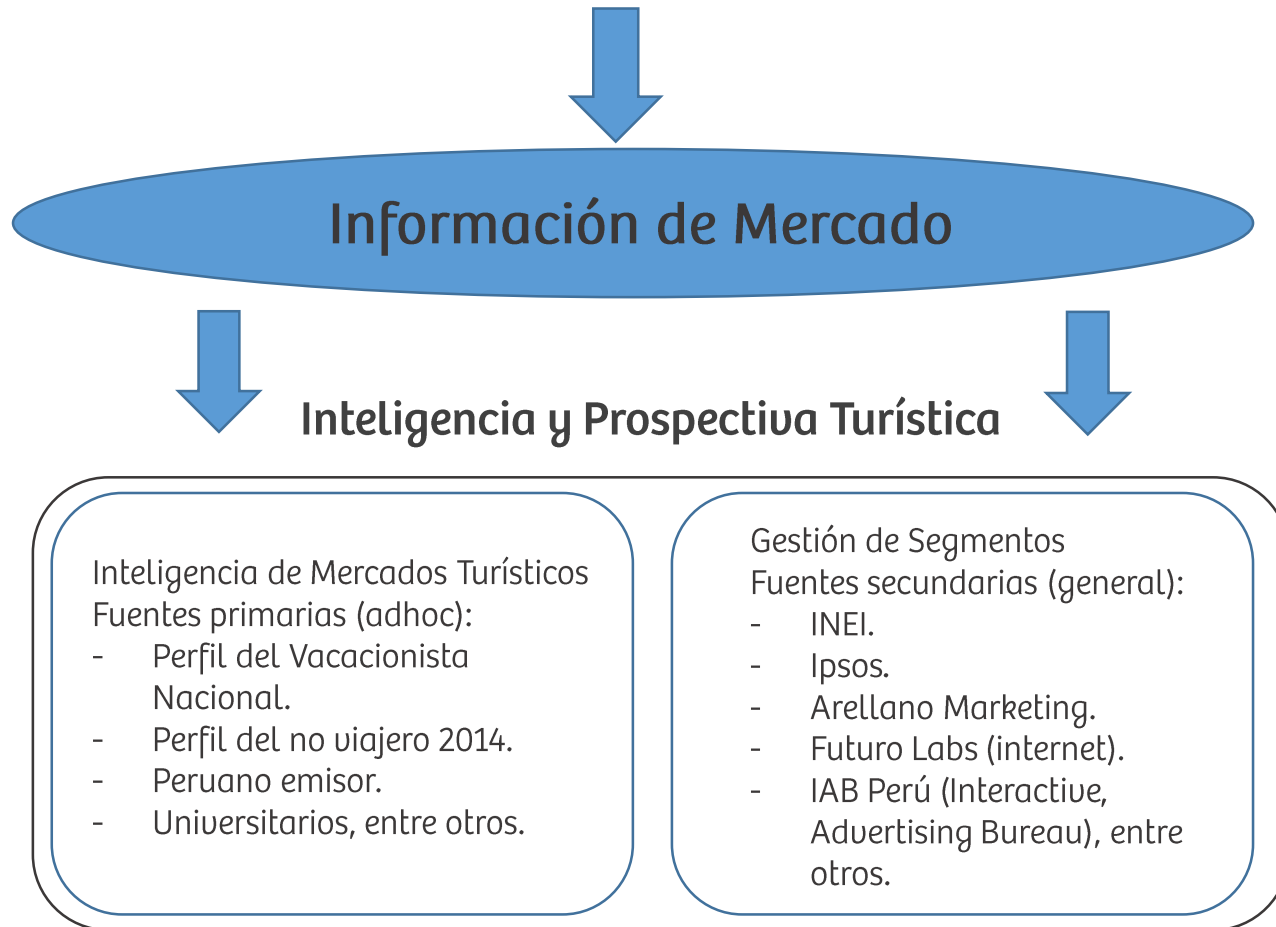 Información de Mercado
Inteligencia y Prospectiva Turística
Inteligencia de Mercados Turísticos
Fuentes primarias (adhoc):
- Perfil del Vacacionista
Nacional.
- Perfil del no viajero 2014.
- Peruano emisor.
- Universitarios, entre otros.
Gestión de Segmentos
Fuentes secundarias (general):
- INEI.
- Ipsos.
- Arellano Marketing.
- Futuro Labs (internet).
- IAB Perú (Interactive,
Advertising Bureau), entre
otros.